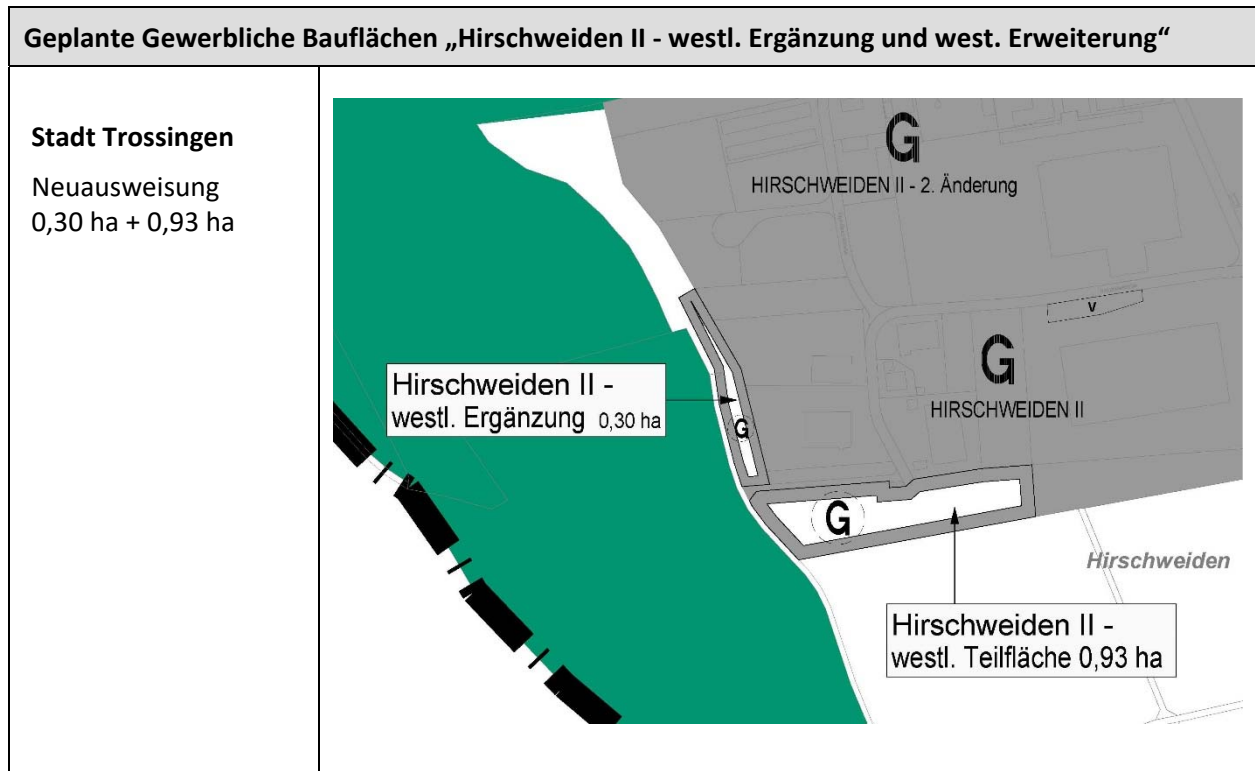 Geplante Gewerbliche Bauflächen „Hirschweiden II - westl. Ergänzung und west. Erweiterung“
Stadt Trossingen
Neuausweisung
0,30 ha + 0,93 ha
G
HIRSCHWEIDEN II - 2. Änderung
V
G
HIRSCHWEIDEN II
Hirschweiden II -
westl. Ergänzung 0,30 ha
G
G
Hirschweiden
Hirschweiden II -
westl. Teilfläche 0,93 ha